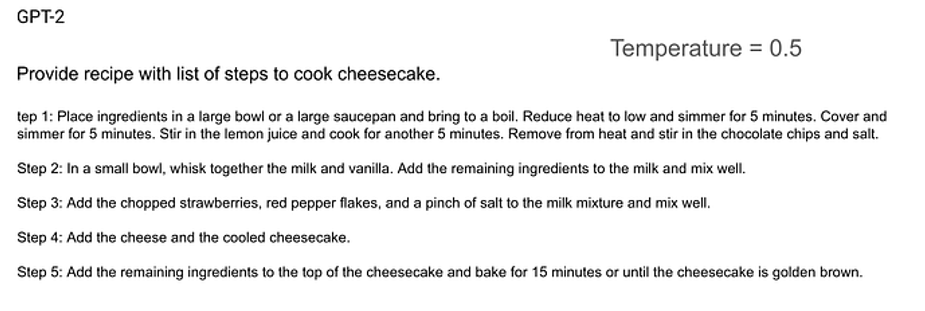 GPT-2
Temperature = 0.5
Provide recipe with list of steps to cook cheesecake.
tep 1: Place ingredients in a large bowl or a large saucepan and bring to a boil. Reduce heat to low and simmer for 5 minutes. Cover and
simmer for 5 minutes. Stir in the lemon juice and cook for another 5 minutes. Remove from heat and stir in the chocolate chips and salt.
Step 2: In a small bowl, whisk together the milk and vanilla. Add the remaining ingredients to the milk and mix well.
Step 3: Add the chopped strawberries, red pepper flakes, and a pinch of salt to the milk mixture and mix well.
Step 4: Add the cheese and the cooled cheesecake.
Step 5: Add the remaining ingredients to the top of the cheesecake and bake for 15 minutes or until the cheesecake is golden brown.